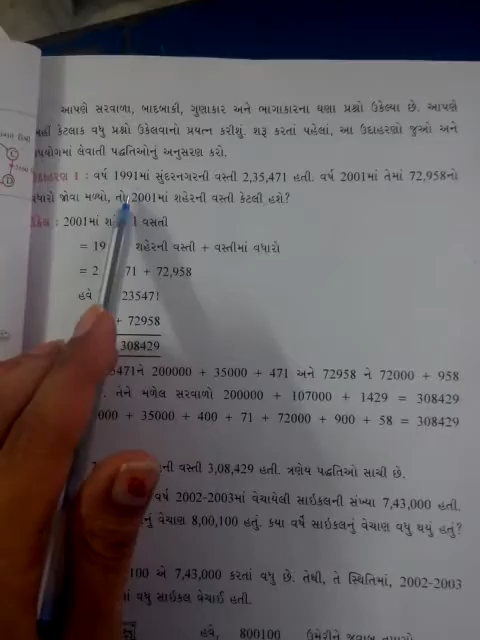 આપણે સરવાળા, બાદબાકી, ગુણાકાર અને ભાગાકારના ઘણા પ્રશ્નો ઉકેલ્યા છે. આપણે
અહીં કેટલાક વધુ પ્રશ્નો ઉકેલવાનો પ્રયત્ન કરીશું. શરૂ કરતાં પહેલાં, આ ઉદાહરણો જુઓ અને
ઉપયોગમાં લેવાતી પદ્ધતિઓનું અનુસરણ કરો.
ઉદાહરણ 1 : વર્ષ 1991માં સુંદરનગરની વસ્તી 2,35,471 હતી. વર્ષ 2001માં તેમાં 72,958નો
વધારો જોવા મળ્યો, તો 2001માં શહેરની વસ્તી કેટલી હશે?
ઉકેલ : 2001માં વસતી
= 19 શહેરની વસ્તી + વસ્તીમાં વધારો
= 2 71 + 72,958
હવે 235471
+ 72958
308429
5471ને 200000 + 35000 + 471 અને 72958 ને 72000 + 958
તેને મળેલ સરવાળો 200000 + 107000 + 1429 = 308429
000 + 35000 + 400 + 71 + 72000 + 900 + 58 = 308429
ની વસ્તી 3,08,429 હતી. ત્રણેય પદ્ધતિઓ સાચી છે.
વર્ષ 2002-2003માં વેચાયેલી સાઇકલની સંખ્યા 7,43,000 હતી.
નું વેચાણ 8,00,100 હતું. કયા વર્ષે સાઇકલનું વેચાણ વધુ થયું હતું?
100 એ 7,43,000 કરતાં વધુ છે. તેથી, તે સ્થિતિમાં, 2002-2003
માં વધુ સાઇકલ વેચાઈ હતી.
હવે, 800100